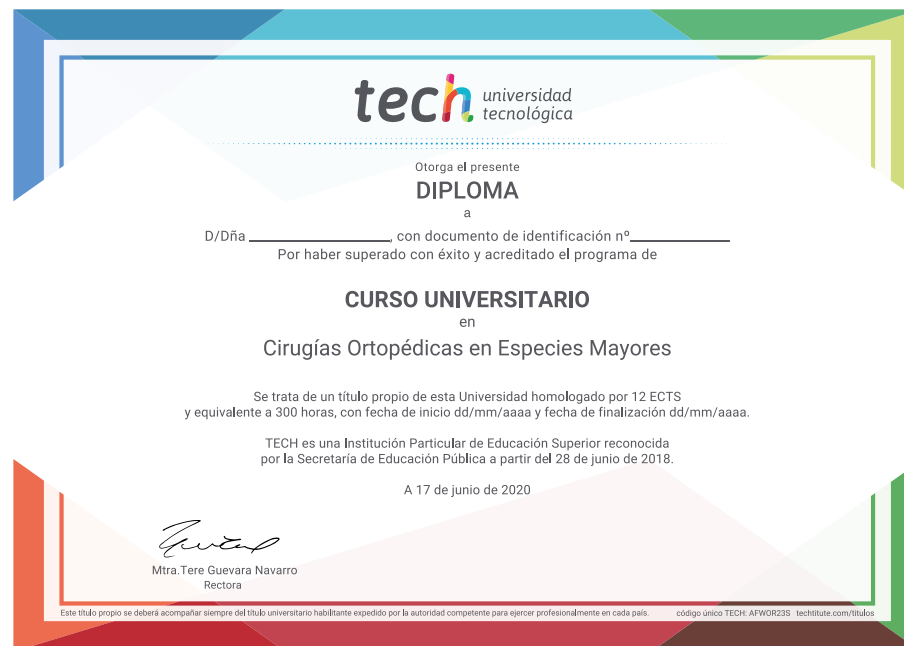 tech universidad
tecnológica
Otorga el presente
DIPLOMA
a
D/Dña ____________, con documento de identificación nº____________
Por haber superado con éxito y acreditado el programa de
CURSO UNIVERSITARIO
en
Cirugías Ortopédicas en Especies Mayores
Se trata de un título propio de esta Universidad homologado por 12 ECTS
y equivalente a 300 horas, con fecha de inicio dd/mm/aaaa y fecha de finalización dd/mm/aaaa.
TECH es una Institución Particular de Educación Superior reconocida
por la Secretaría de Educación Pública a partir del 28 de junio de 2018.
A 17 de junio de 2020
Mtra.Tere Guevara Navarro
Rectora
Este título propio se deberá acompañar siempre del título universitario habilitante expedido por la autoridad competente para ejercer profesionalmente en cada país. código único TECH: AFWOR23S techtitute.com/titulos